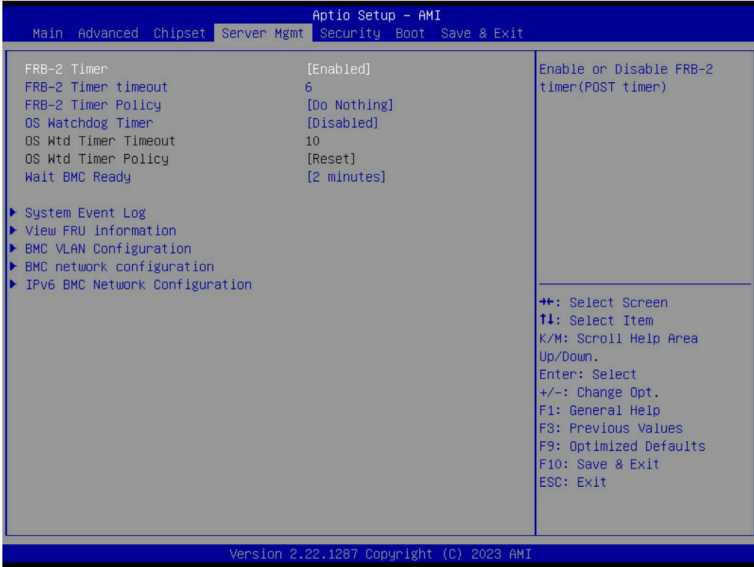 Aptio Setup – AMI
Main Advanced Chipset Server Mgmt Security Boot Save & Exit
FRB–2 Timer [Enabled]
FRB–2 Timer timeout 6
FRB–2 Timer Policy [Do Nothing]
OS Watchdog Timer [Disabled]
OS Wtd Timer Timeout 10
OS Wtd Timer Policy [Reset]
Wait BMC Ready [2 minutes]
System Event Log
View FRU information
BMC VLAN Configuration
BMC network configuration
IPv6 BMC Network Configuration
Enable or Disable FRB–2
timer(POST timer)
→←: Select Screen
↑↓: Select Item
K/M: Scroll Help Area
Up/Down.
Enter: Select
+/–: Change Opt.
F1: General Help
F3: Previous Values
F9: Optimized Defaults
F10: Save & Exit
ESC: Exit
Version 2.22.1287 Copyright (C) 2023 AMI